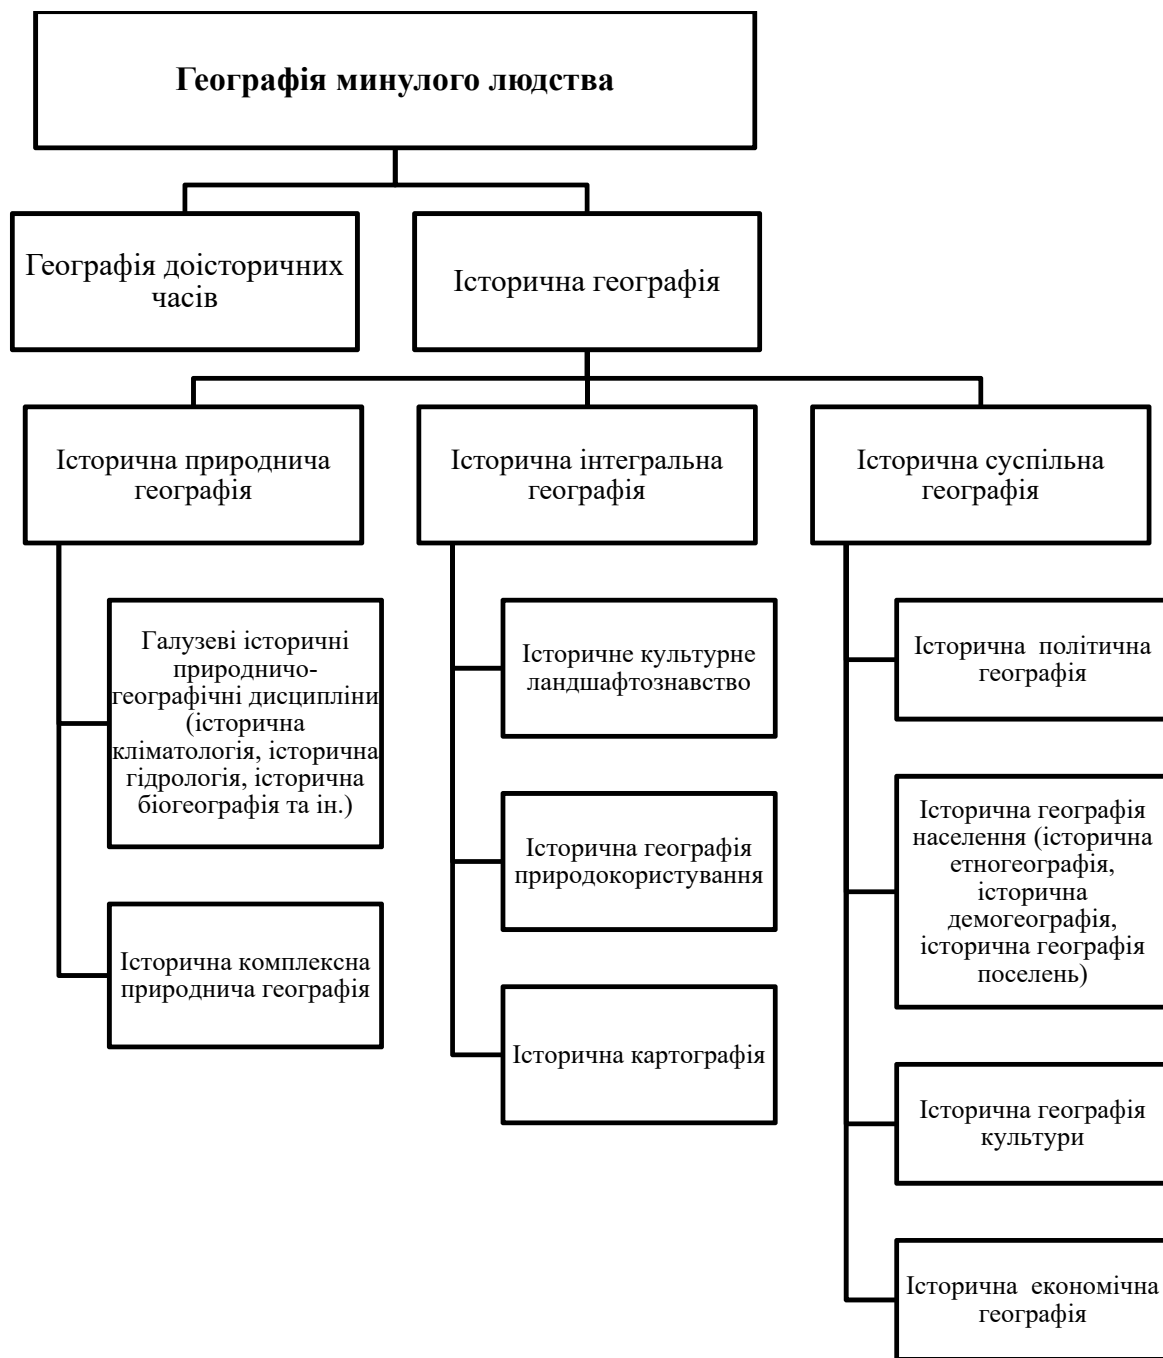 Географія минулого людства
Географія доісторичних
часів
Історична географія
Історична природнича
географія
Історична інтегральна
географія
Історична суспільна
географія
Галузеві історичні
природничо-
географічні дисципліни
(історична
кліматологія, історична
гідрологія, історична
біогеографія та ін.)
Історична комплексна
природнича географія
Історичне культурне
ландшафтознавство
Історична географія
природокористування
Історична картографія
Історична політична
географія
Історична географія
населення (історична
етногеографія,
історична
демогеографія,
історична географія
поселень)
Історична географія
культури
Історична економічна
географія